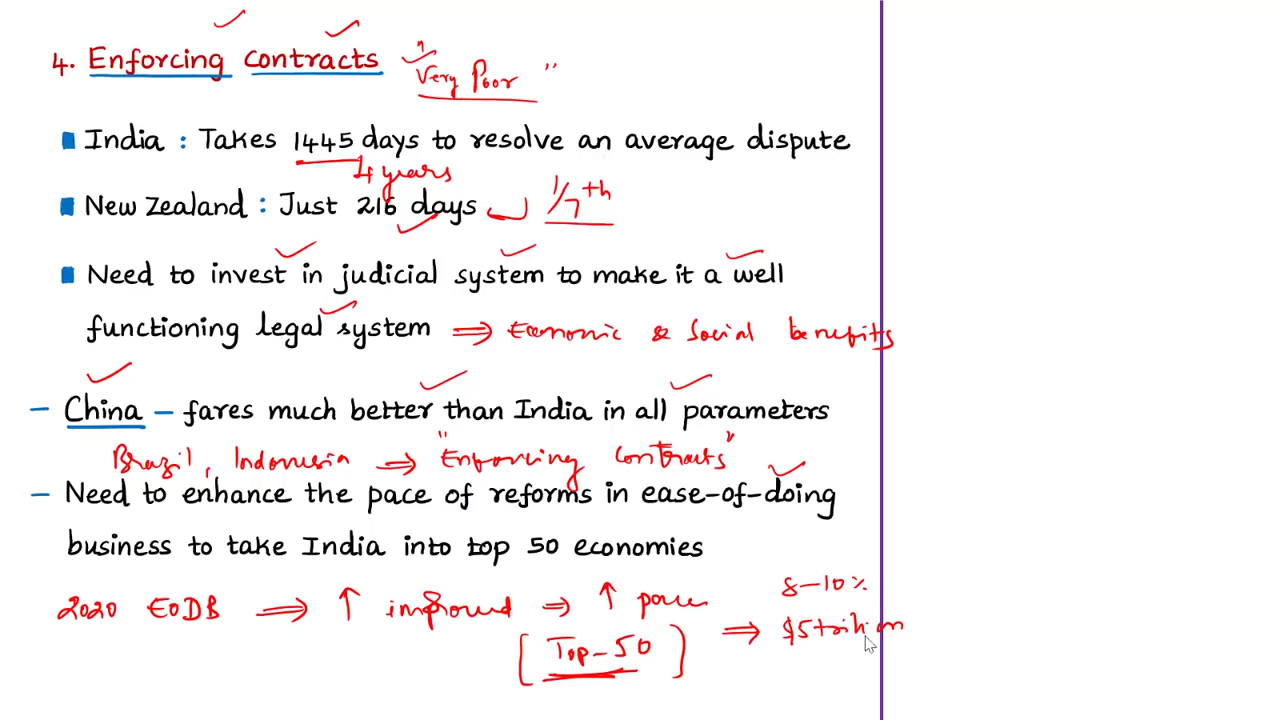 4. Enforcing Contracts "Very Poor"
■ India : Takes 1445 days to resolve an average dispute
4 years
■ New Zealand : Just 216 days 1/7th
■ Need to invest in judicial system to make it a well
functioning legal system ⇒ Economic & Social benefits
– China – fares much better than India in all parameters
Brazil, Indonesia ⇒ "Enforcing Contracts"
– Need to enhance the pace of reforms in ease-of-doing
business to take India into top 50 economies
8–10%
2020 EODB ⇒ ↑ improved ⇒ ↑ pace
[Top-50] ⇒ $5trillion